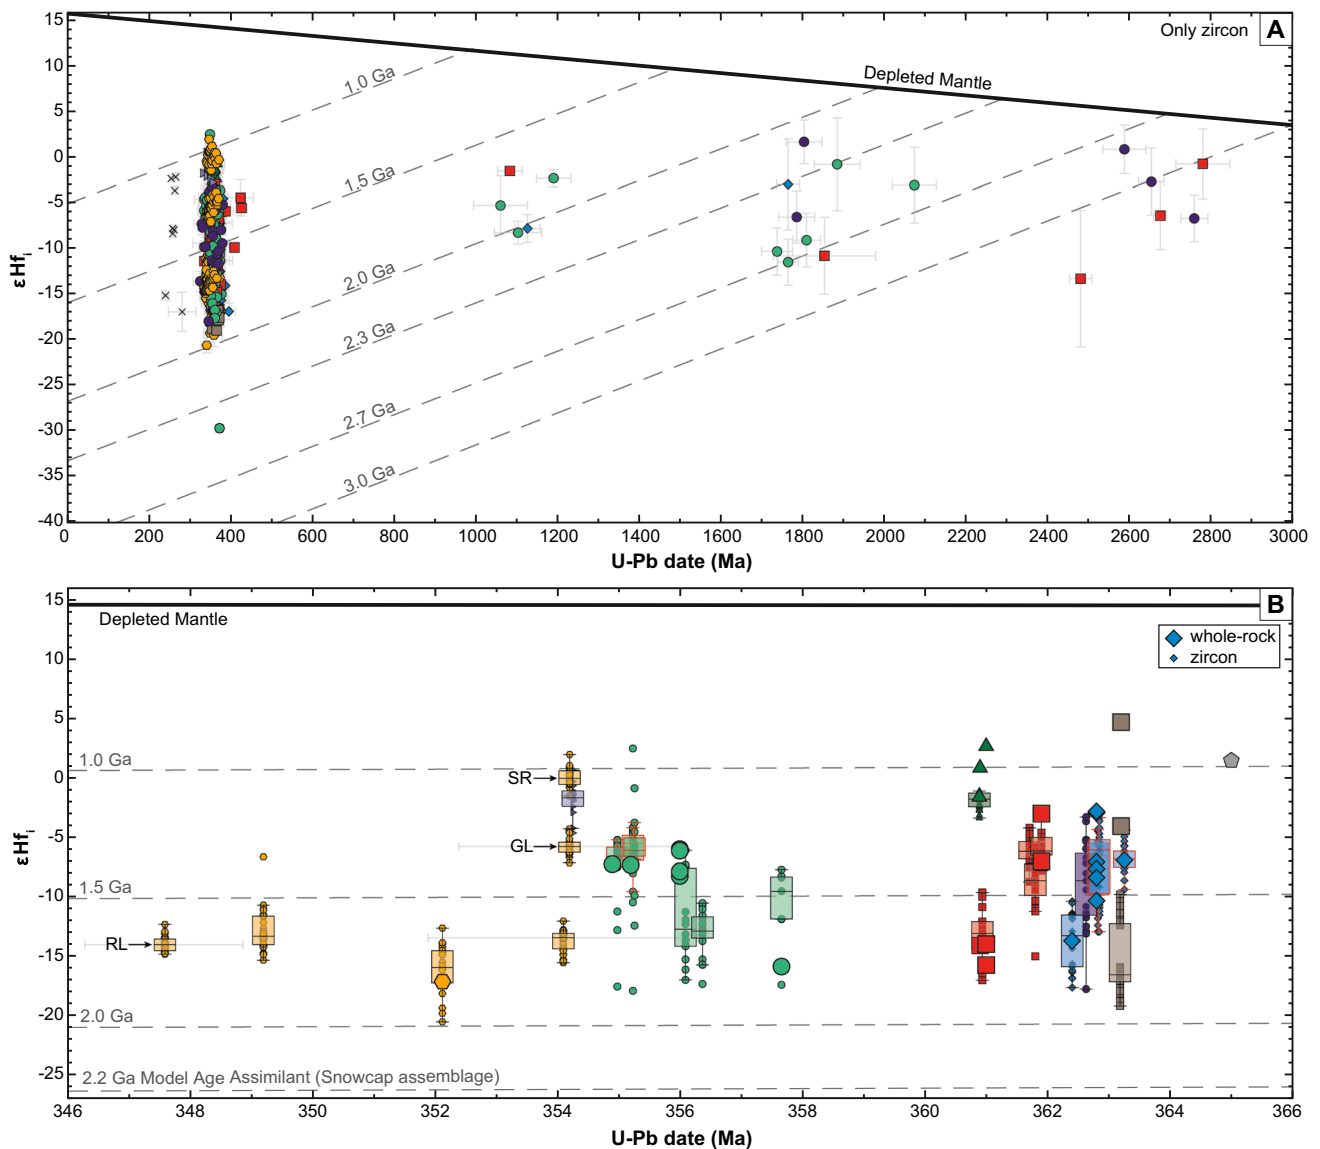 Only zircon
A
Depleted Mantle
1.0 Ga
1.5 Ga
2.0 Ga
2.3 Ga
2.7 Ga
3.0 Ga
15
10
5
0
-5
-10
-15
-20
-25
-30
-35
-40
εHfi
0 200 400 600 800 1000 1200 1400 1600 1800 2000 2200 2400 2600 2800 3000
U-Pb date (Ma)
B
Depleted Mantle
whole-rock
zircon
1.0 Ga
SR
GL
1.5 Ga
RL
2.0 Ga
2.2 Ga Model Age Assimilant (Snowcap assemblage)
15
10
5
0
-5
-10
-15
-20
-25
εHfi
346 348 350 352 354 356 358 360 362 364 366
U-Pb date (Ma)